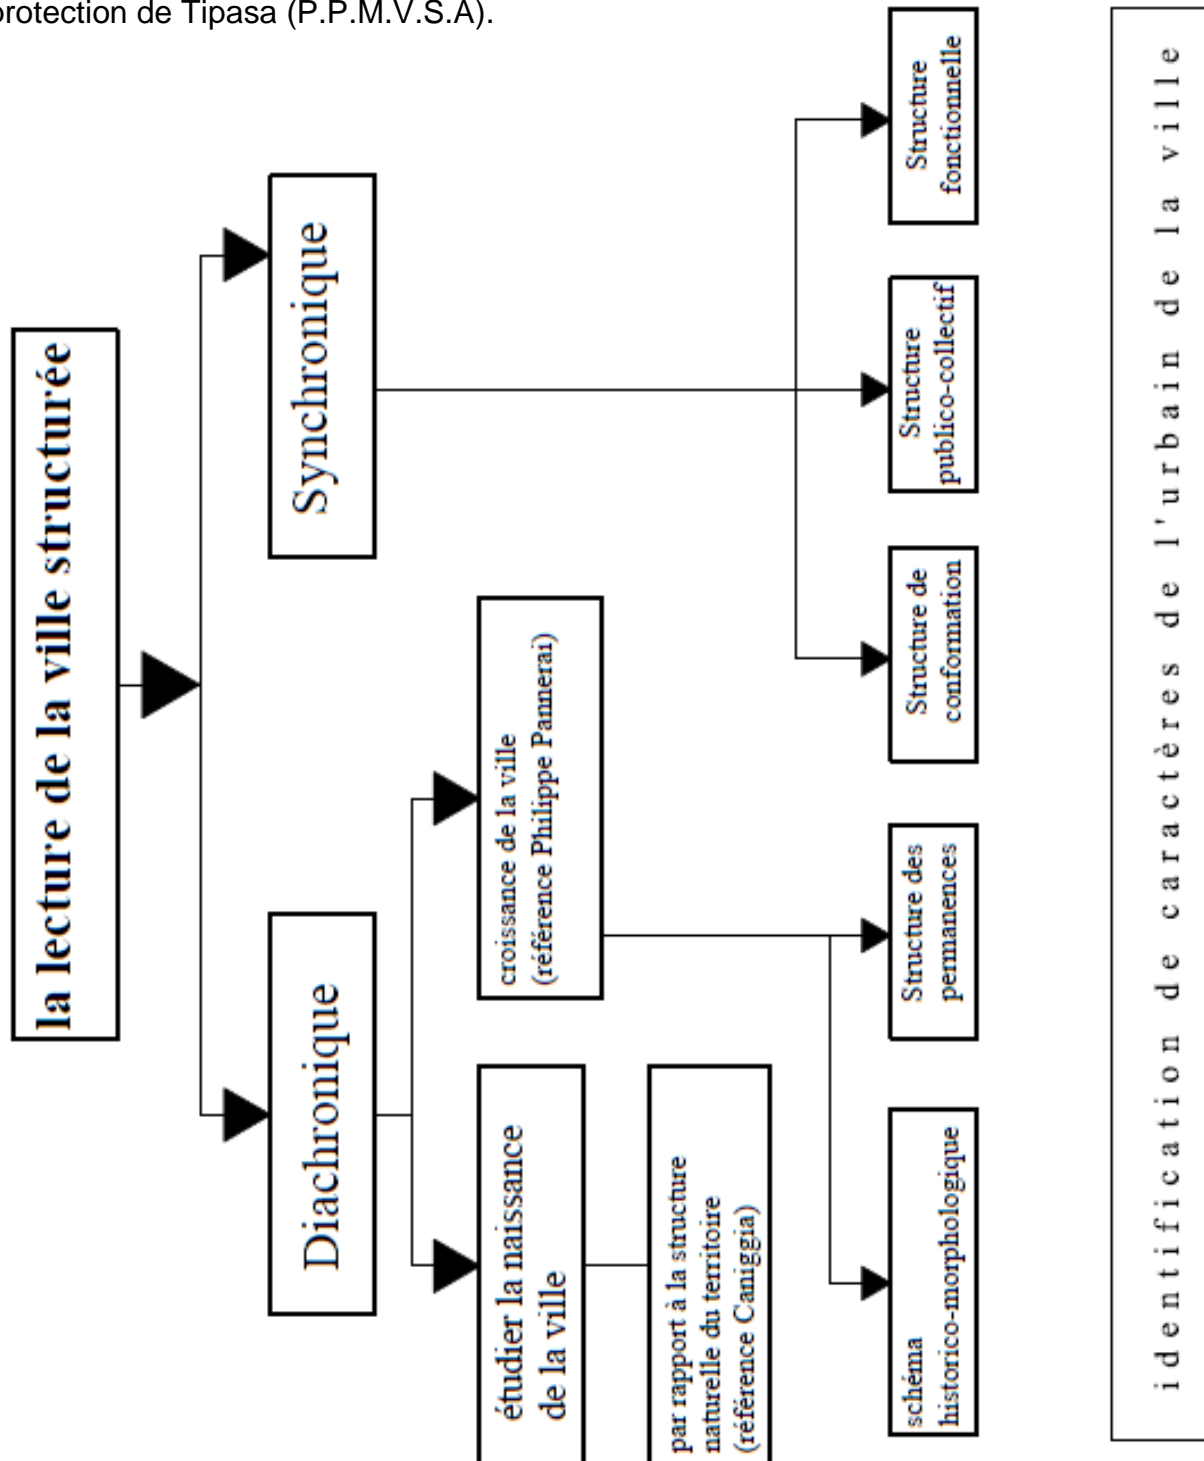 protection de Tipasa (P.P.M.V.S.A).
la lecture de la ville structurée
Diachronique
Synchronique
étudier la naissance
de la ville
croissance de la ville
(référence Philippe Pannerai)
par rapport à la structure
naturelle du territoire
(référence Caniggia)
schéma
historico-morphologique
Structure des
permanences
Structure de
conformation
Structure
publico-collectif
Structure
fonctionnelle
identification de caractères de l'urbain de la ville